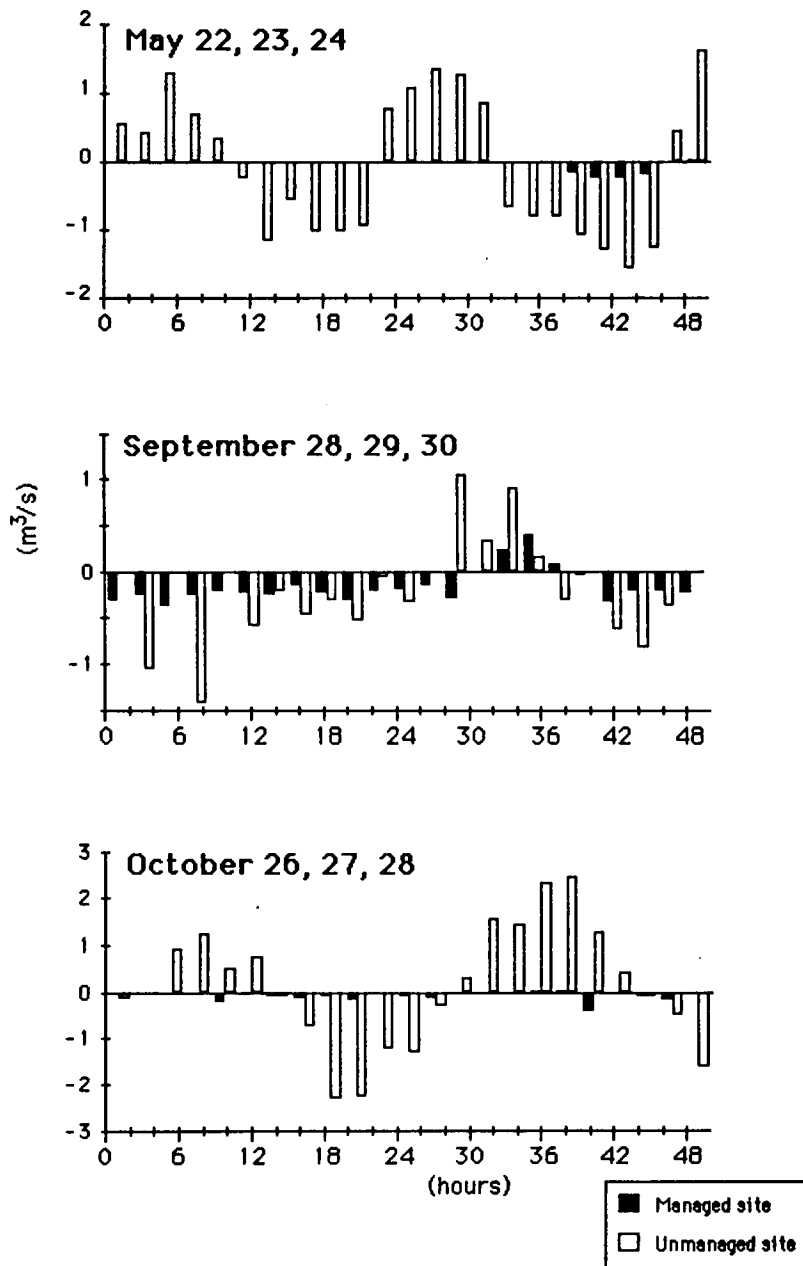 May 22, 23, 24
2
1
0
-1
-2
0 6 12 18 24 30 36 42 48
September 28, 29, 30
(m³/s)
1
0
-1
0 6 12 18 24 30 36 42 48
October 26, 27, 28
3
2
1
0
-1
-2
-3
0 6 12 18 24 30 36 42 48
(hours)
Managed site
Unmanaged site